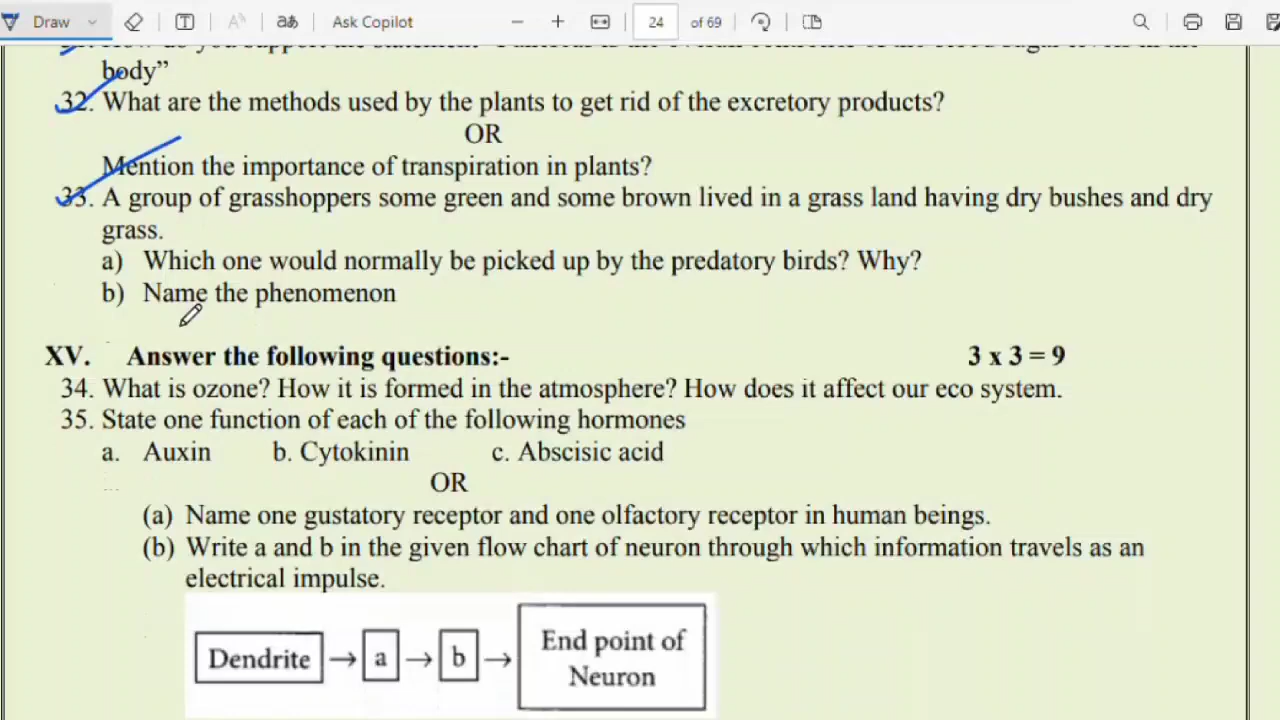 Draw
aあ
Ask Copilot
24
of 69
body”
32. What are the methods used by the plants to get rid of the excretory products?
OR
Mention the importance of transpiration in plants?
33. A group of grasshoppers some green and some brown lived in a grass land having dry bushes and dry
grass.
a) Which one would normally be picked up by the predatory birds? Why?
b) Name the phenomenon
XV. Answer the following questions:- 3 x 3 = 9
34. What is ozone? How it is formed in the atmosphere? How does it affect our eco system.
35. State one function of each of the following hormones
a. Auxin b. Cytokinin c. Abscisic acid
OR
(a) Name one gustatory receptor and one olfactory receptor in human beings.
(b) Write a and b in the given flow chart of neuron through which information travels as an
electrical impulse.
Dendrite → a → b → End point of
Neuron